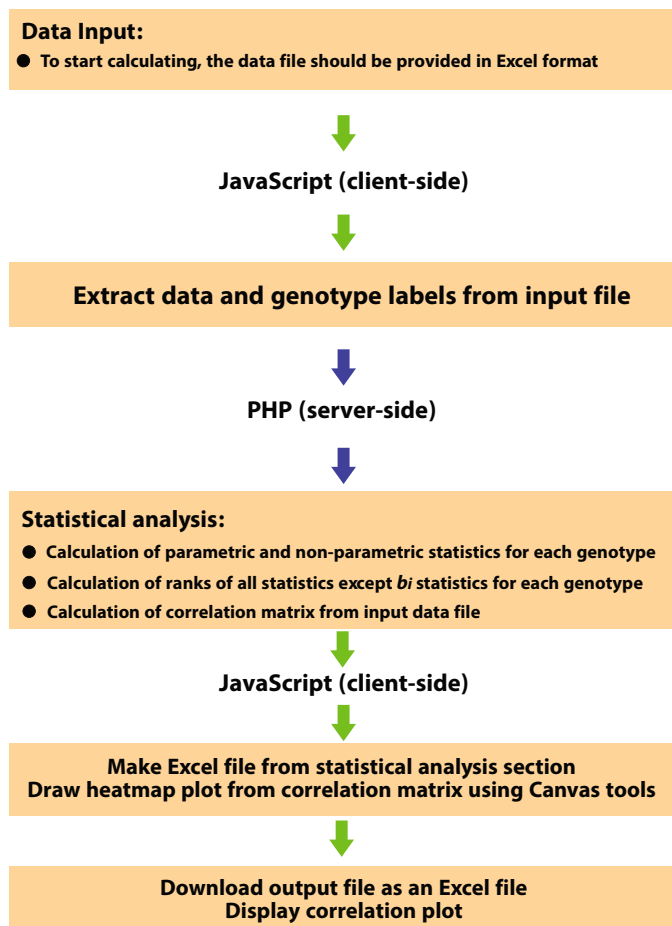 Data Input:
● To start calculating, the data file should be provided in Excel format
JavaScript (client-side)
Extract data and genotype labels from input file
PHP (server-side)
Statistical analysis:
● Calculation of parametric and non-parametric statistics for each genotype
● Calculation of ranks of all statistics except bi statistics for each genotype
● Calculation of correlation matrix from input data file
JavaScript (client-side)
Make Excel file from statistical analysis section
Draw heatmap plot from correlation matrix using Canvas tools
Download output file as an Excel file
Display correlation plot